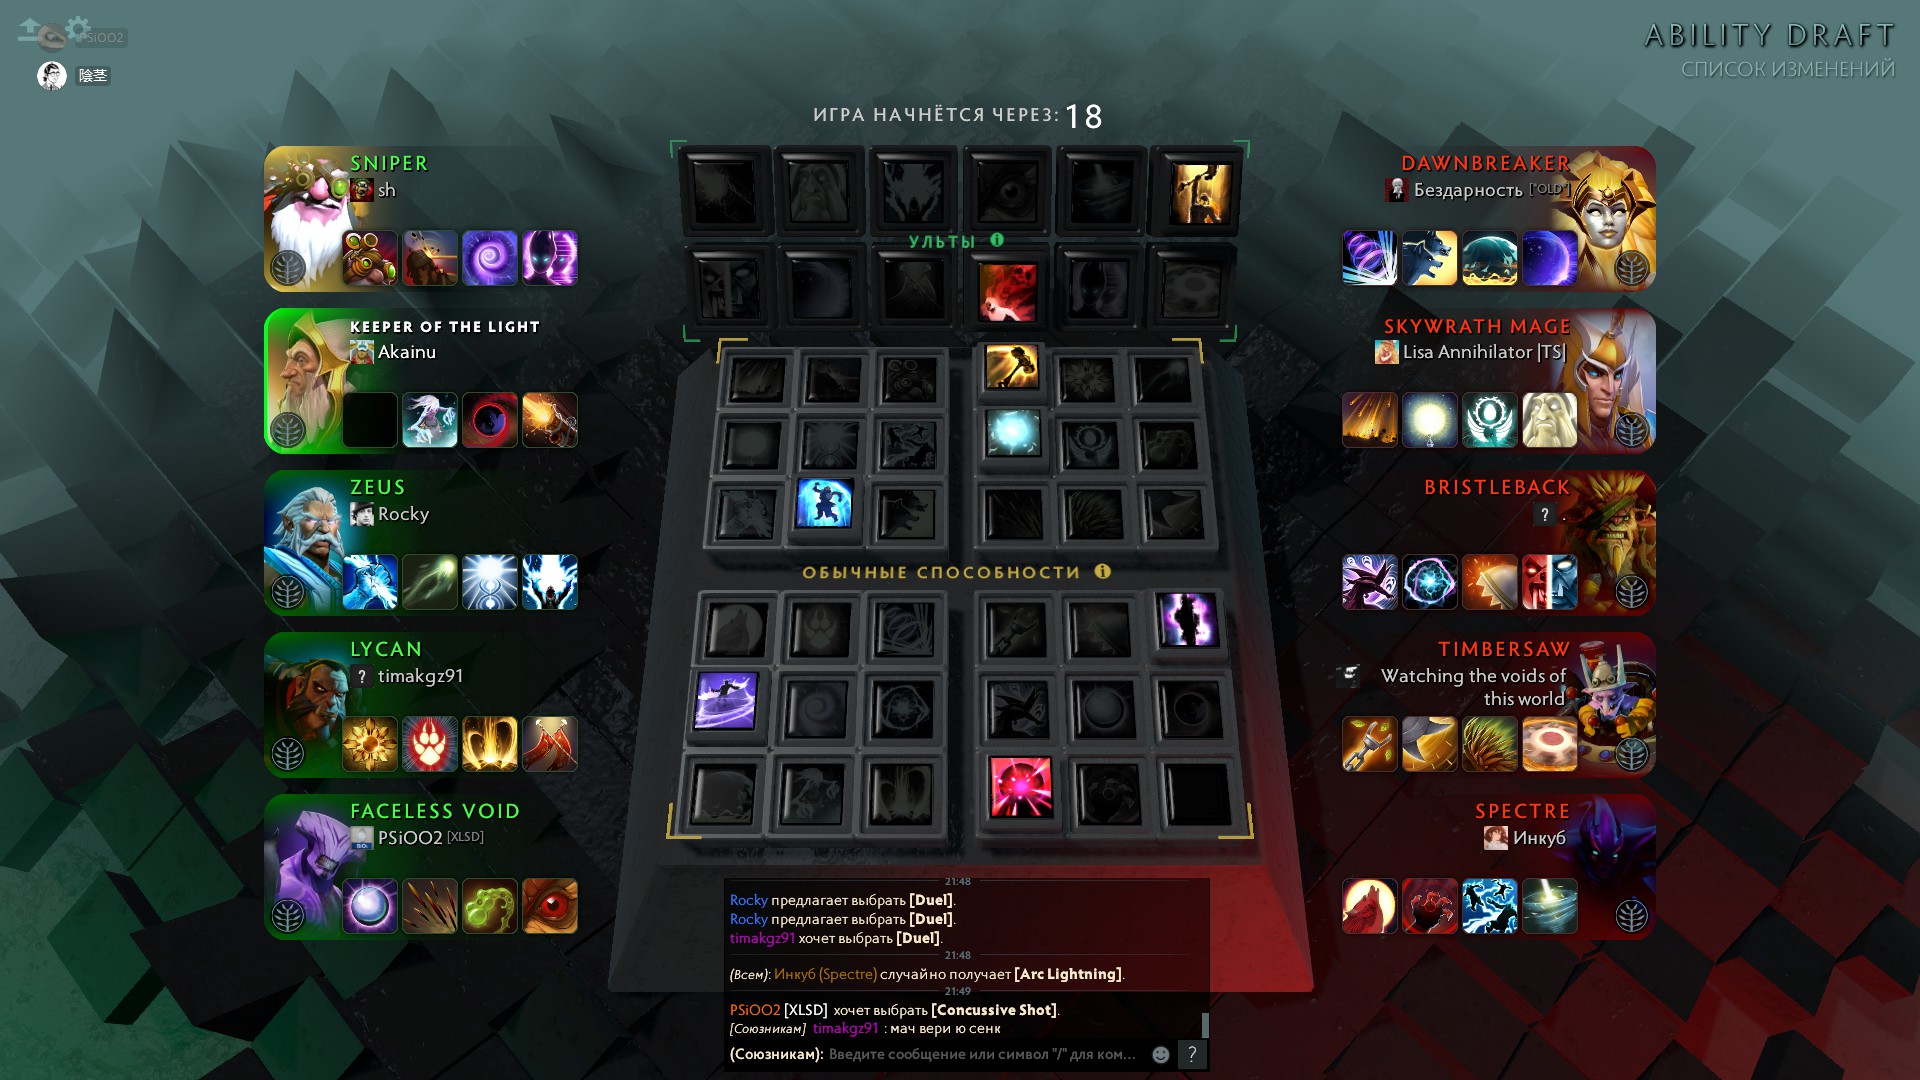 PSiOO2
陰茎
ABILITY DRAFT
СПИСОК ИЗМЕНЕНИЙ
ИГРА НАЧНЁТСЯ ЧЕРЕЗ: 18
SNIPER
sh
KEEPER OF THE LIGHT
Akainu
ZEUS
Rocky
LYCAN
? timakgz91
FACELESS VOID
PSiOO2 [XLSD]
УЛЬТЫ
ОБЫЧНЫЕ СПОСОБНОСТИ
DAWNBREAKER
Бездарность ["OLD"]
SKYWRATH MAGE
Lisa Annihilator |TS|
BRISTLEBACK
? .
TIMBERSAW
Watching the voids of
this world
SPECTRE
Инкуб
21:48
Rocky предлагает выбрать [Duel].
Rocky предлагает выбрать [Duel].
timakgz91 хочет выбрать [Duel].
21:48
(Всем): Инкуб (Spectre) случайно получает [Arc Lightning].
21:49
PSiOO2 [XLSD] хочет выбрать [Concussive Shot].
[Союзникам] timakgz91 : мач вери ю сенк
(Союзникам): Введите сообщение или символ "/" для ком... ?